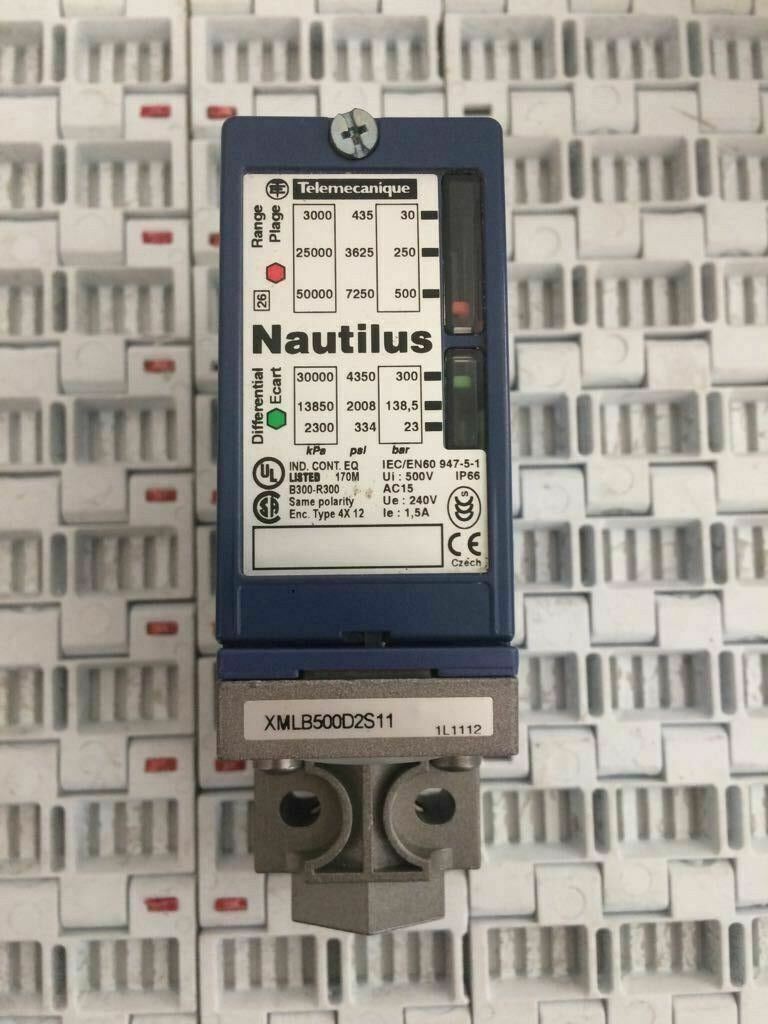 Telemecanique
Range
Plage
26
3000 435 30
25000 3625 250
50000 7250 500
Nautilus
Differential
Ecart
30000 4350 300
13850 2008 138,5
2300 334 23
kPa psi bar
UL
IND. CONT. EQ
LISTED 170M
B300-R300
Same polarity
Enc. Type 4X 12
IEC/EN60 947-5-1
Ui : 500V IP66
AC15
Ue : 240V
Ie : 1,5A
CCC S
CE
Czech
XMLB500D2S11
1L1112